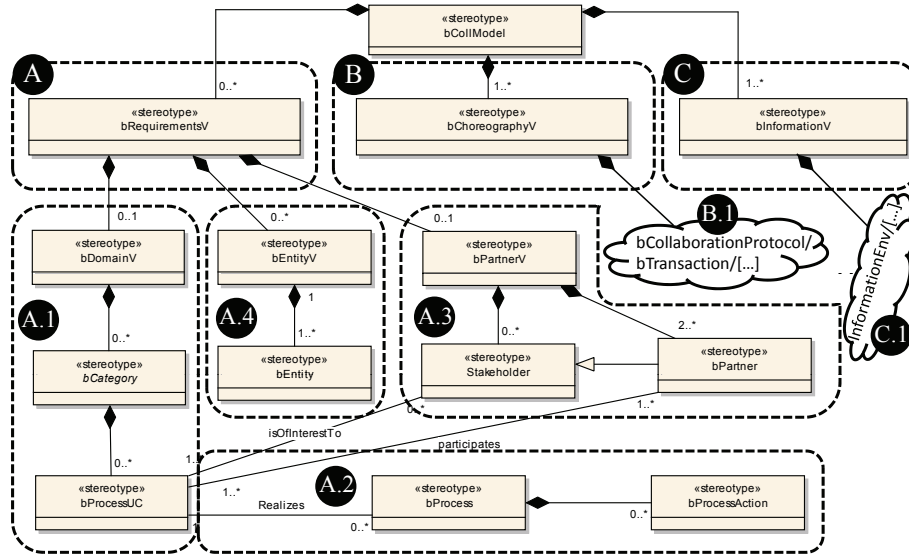 «stereotype»
bCollModel
A
B
C
0..*
1..*
1..*
«stereotype»
bRequirementsV
«stereotype»
bChoreographyV
«stereotype»
bInformationV
0..1
0..*
0..1
B.1
bCollaborationProtocol/
bTransaction/[...]
InformationEnv/[...]
C.1
«stereotype»
bDomainV
«stereotype»
bEntityV
«stereotype»
bPartnerV
A.1
A.4
A.3
1
0..*
1..*
0..*
2..*
«stereotype»
bCategory
«stereotype»
bEntity
«stereotype»
Stakeholder
«stereotype»
bPartner
0..*
1..*
isOfInterestTo
participates
0..*
1..
«stereotype»
bProcessUC
1..*
A.2
Realizes
0..*
«stereotype»
bProcess
«stereotype»
bProcessAction
0..*